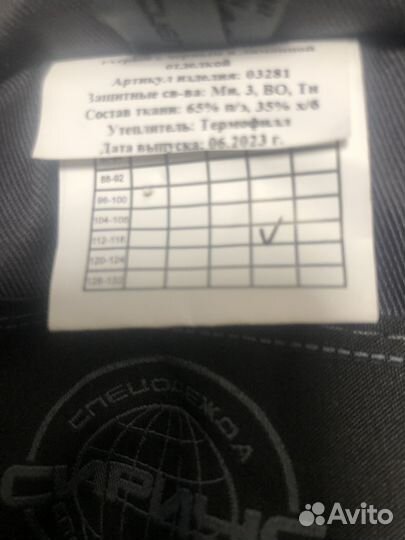 отделкой
Артикул изделия: 03281
Защитные св-ва: Ми, З, ВО, Тн
Состав ткани: 65% п/э, 35% х/б
Утеплитель: Термофилл
Дата выпуска: 06.2023 г.
88-92
96-100
104-108
112-116
120-124
128-132
СПЕЦОДЕЖДА
СИРИУС
Avito